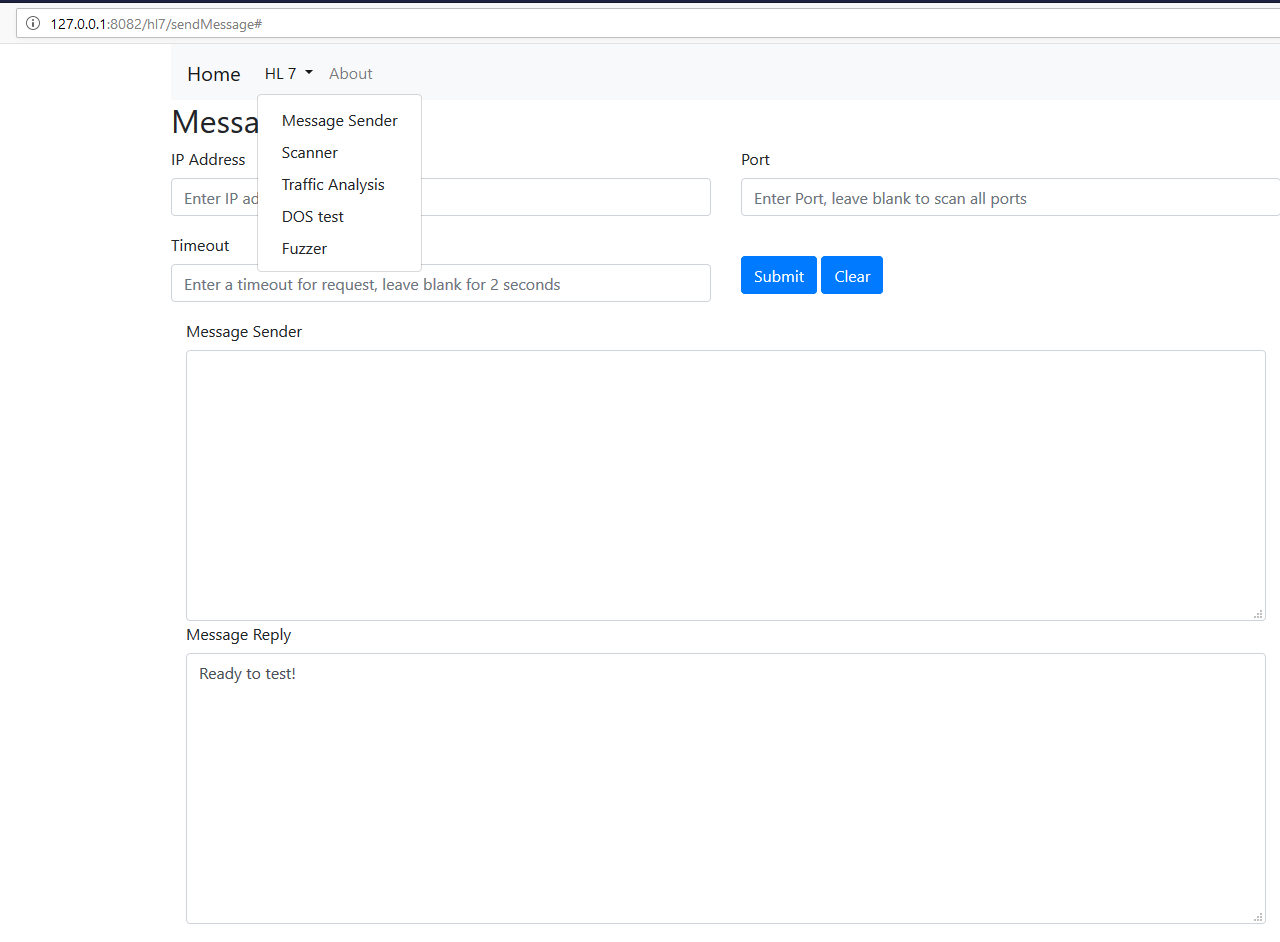 127.0.0.1:8082/hl7/sendMessage#
Home HL 7 About
Messa
Message Sender
Scanner
Traffic Analysis
DOS test
Fuzzer
IP Address Port
Enter IP ad Enter Port, leave blank to scan all ports
Timeout
Enter a timeout for request, leave blank for 2 seconds Submit Clear
Message Sender
Message Reply
Ready to test!